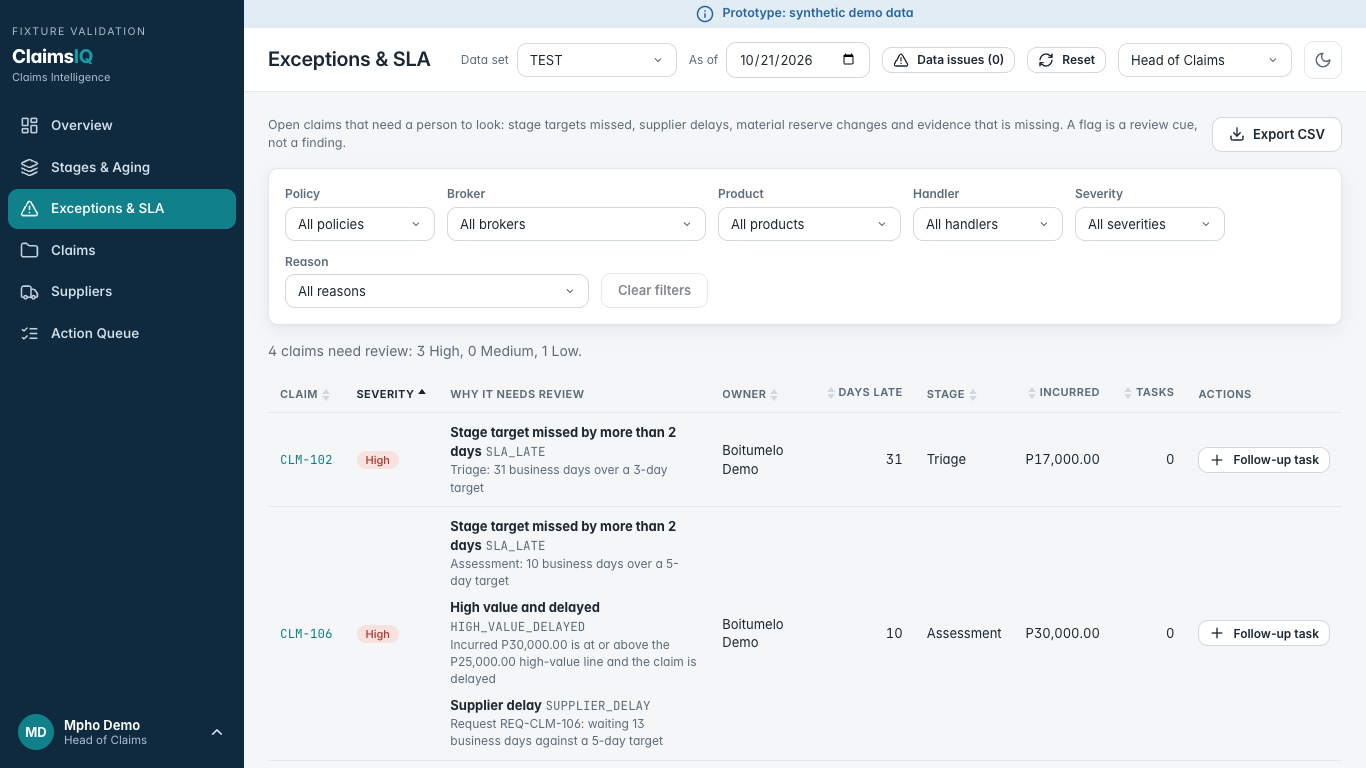 Prototype: synthetic demo data
FIXTURE VALIDATION
ClaimsIQ
Claims Intelligence
Overview
Stages & Aging
Exceptions & SLA
Claims
Suppliers
Action Queue
MD
Mpho Demo
Head of Claims
Exceptions & SLA
Data set
TEST
As of
10/21/2026
Data issues (0)
Reset
Head of Claims
Open claims that need a person to look: stage targets missed, supplier delays, material reserve changes and evidence that is missing. A flag is a review cue,
not a finding.
Export CSV
Policy
Broker
Product
Handler
Severity
All policies
All brokers
All products
All handlers
All severities
Reason
All reasons
Clear filters
4 claims need review: 3 High, 0 Medium, 1 Low.
CLAIM
SEVERITY
WHY IT NEEDS REVIEW
OWNER
DAYS LATE
STAGE
INCURRED
TASKS
ACTIONS
CLM-102
High
Stage target missed by more than 2
days SLA_LATE
Triage: 31 business days over a 3-day
target
Boitumelo
Demo
31
Triage
P17,000.00
0
Follow-up task
CLM-106
High
Stage target missed by more than 2
days SLA_LATE
Assessment: 10 business days over a 5-
day target
High value and delayed
HIGH_VALUE_DELAYED
Incurred P30,000.00 is at or above the
P25,000.00 high-value line and the claim is
delayed
Supplier delay SUPPLIER_DELAY
Request REQ-CLM-106: waiting 13
business days against a 5-day target
Boitumelo
Demo
10
Assessment
P30,000.00
0
Follow-up task